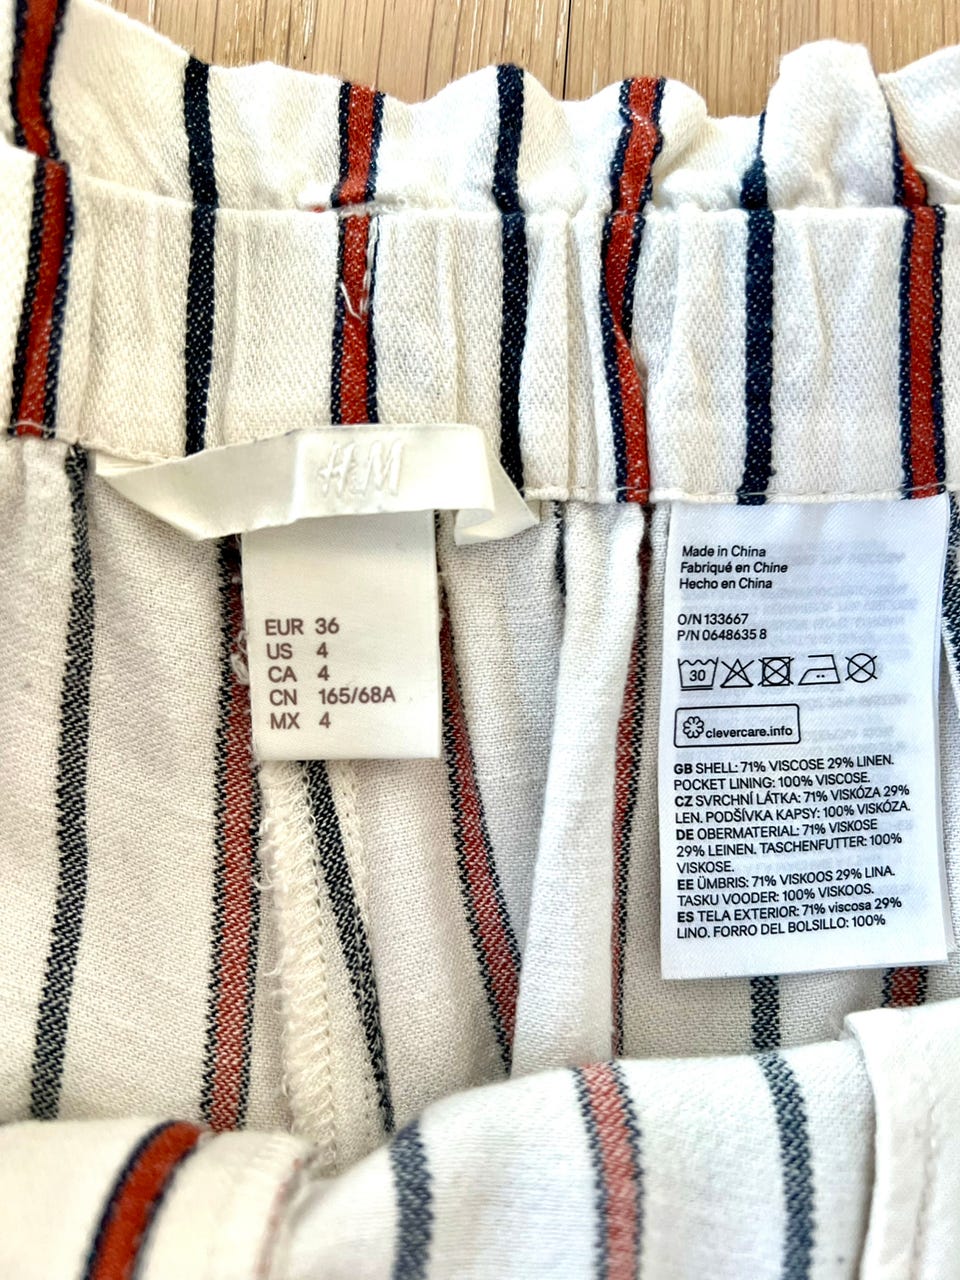 H&M
EUR 36
US 4
CA 4
CN 165/68A
MX 4
Made in China
Fabriqué en Chine
Hecho en China
O/N 133667
P/N 0648635 8
30
clevercare.info
GB SHELL: 71% VISCOSE 29% LINEN.
POCKET LINING: 100% VISCOSE.
CZ SVRCHNÍ LÁTKA: 71% VISKÓZA 29%
LEN. PODŠÍVKA KAPSY: 100% VISKÓZA.
DE OBERMATERIAL: 71% VISKOSE
29% LEINEN. TASCHENFUTTER: 100%
VISKOSE.
EE ÜMBRIS: 71% VISKOOS 29% LINA.
TASKU VOODER: 100% VISKOOS.
ES TELA EXTERIOR: 71% viscosa 29%
LINO. FORRO DEL BOLSILLO: 100%